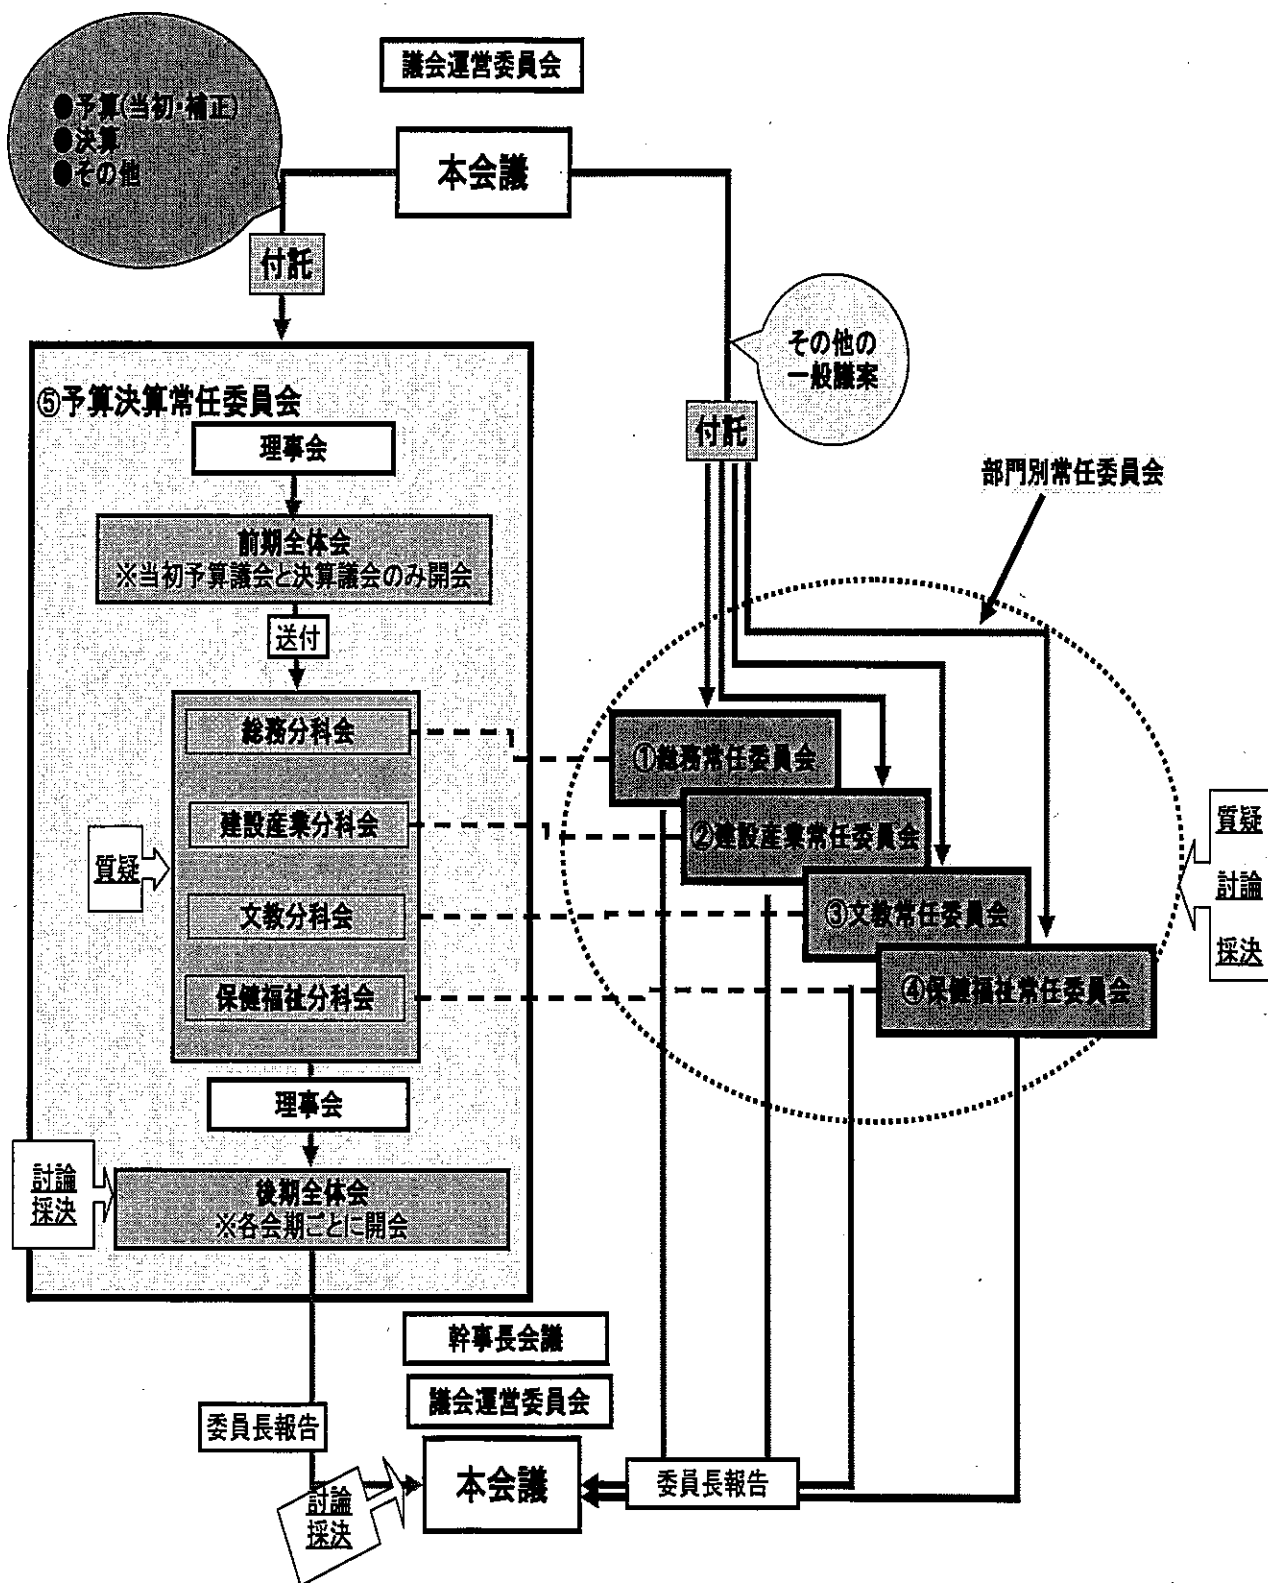 議会運営委員会
●予算(当初・補正)
●決算
●その他
本会議
付託
その他の
一般議案
付託
部門別常任委員会
⑤予算決算常任委員会
理事会
前期全体会
※当初予算議会と決算議会のみ開会
送付
総務分科会
建設産業分科会
文教分科会
保健福祉分科会
質疑
①総務常任委員会
②建設産業常任委員会
③文教常任委員会
④保健福祉常任委員会
質疑
討論
採決
理事会
討論
採決
後期全体会
※各会期ごとに開会
幹事長会議
議会運営委員会
委員長報告
本会議
委員長報告
討論
採決